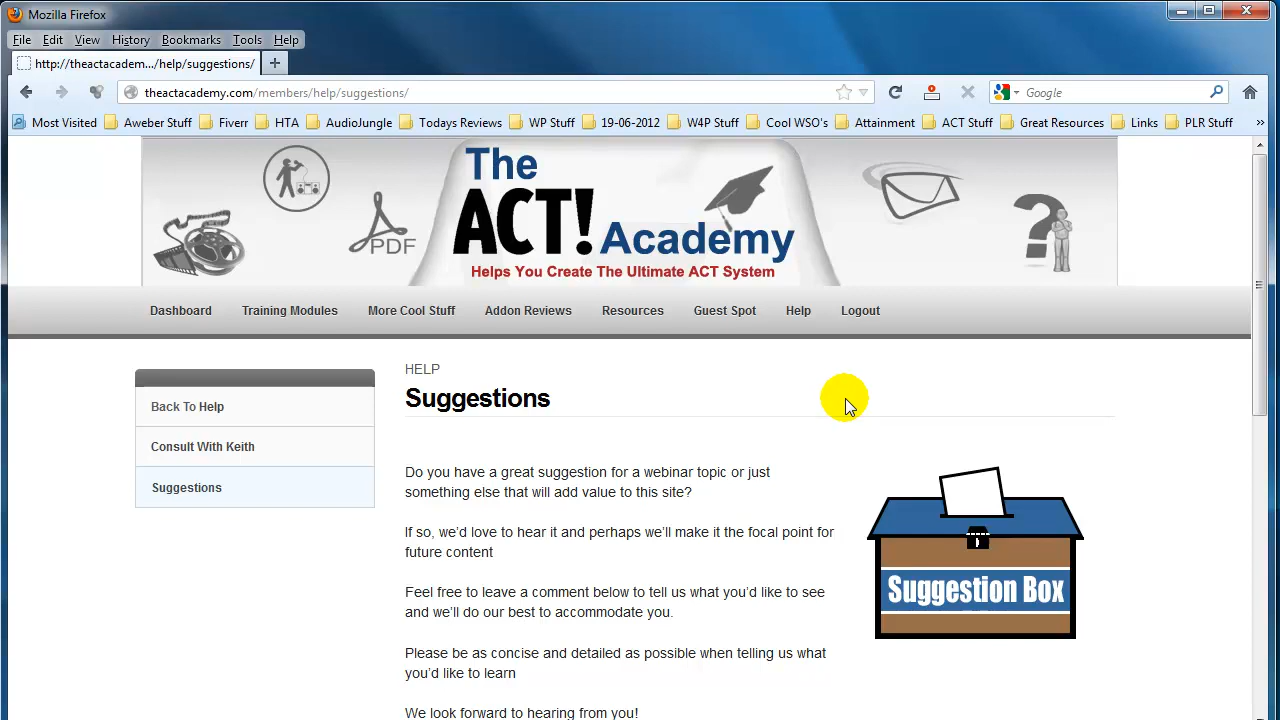 Mozilla Firefox
File Edit View History Bookmarks Tools Help
http://theactacadem.../help/suggestions/
theactacademy.com/members/help/suggestions/
Google
Most Visited Aweber Stuff Fiverr HTA AudioJungle Todays Reviews WP Stuff 19-06-2012 W4P Stuff Cool WSO's Attainment ACT Stuff Great Resources Links PLR Stuff »
PDF
The
ACT! Academy
Helps You Create The Ultimate ACT System
?
Dashboard Training Modules More Cool Stuff Addon Reviews Resources Guest Spot Help Logout
Back To Help
Consult With Keith
Suggestions
HELP
Suggestions
Do you have a great suggestion for a webinar topic or just
something else that will add value to this site?
If so, we'd love to hear it and perhaps we'll make it the focal point for
future content
Feel free to leave a comment below to tell us what you'd like to see
and we'll do our best to accommodate you.
Please be as concise and detailed as possible when telling us what
you'd like to learn
We look forward to hearing from you!
Suggestion Box